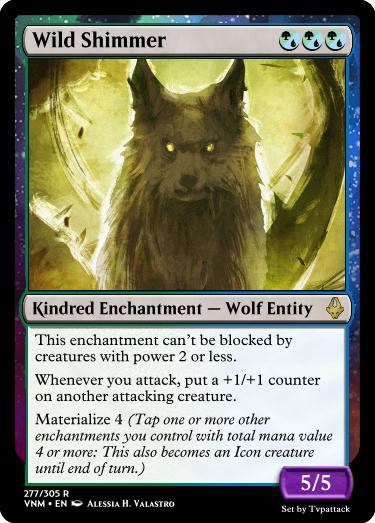 Wild Shimmer
Kindred Enchantment — Wolf Entity
This enchantment can't be blocked by
creatures with power 2 or less.
Whenever you attack, put a +1/+1 counter
on another attacking creature.
Materialize 4 (Tap one or more other
enchantments you control with total mana value
4 or more: This also becomes an Icon creature
until end of turn.)
5/5
277/305 R
VNM • EN Alessia H. Valastro
Set by Tvpattack